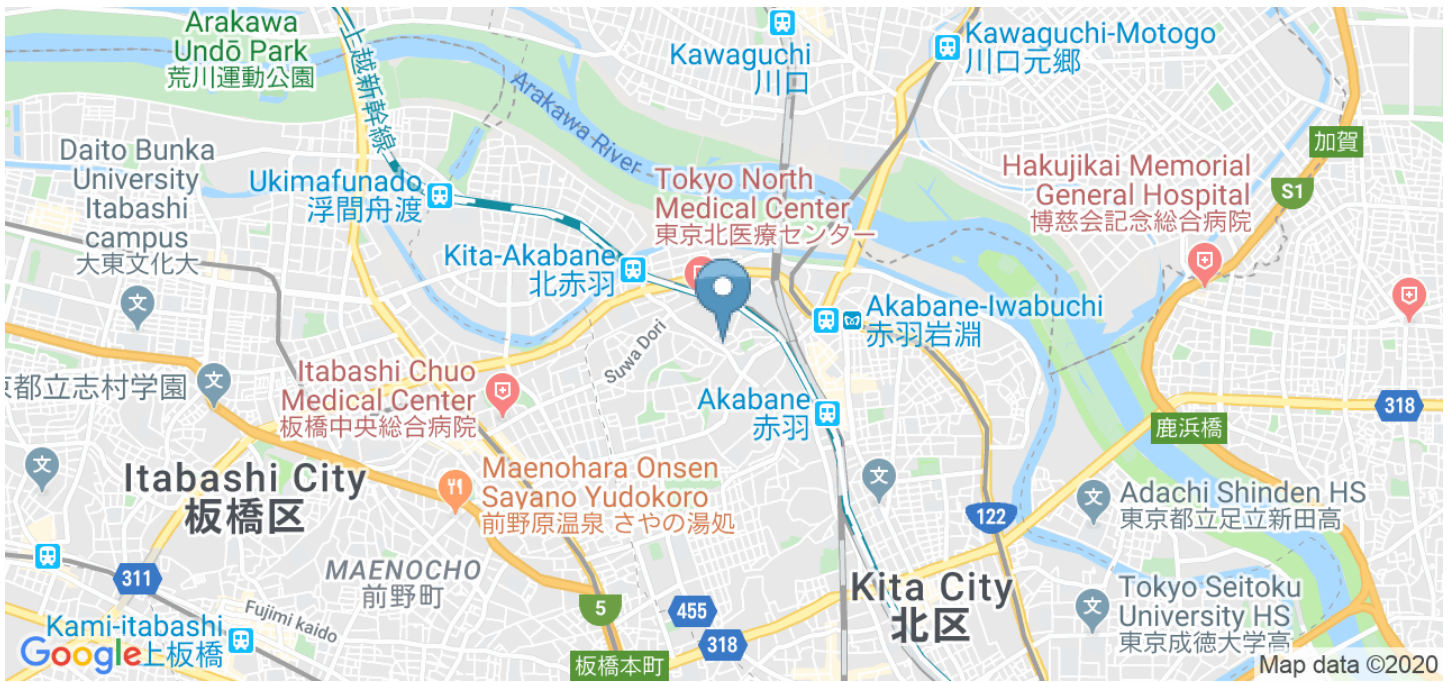 Arakawa
Undō Park
荒川運動公園
上越新幹線
Kawaguchi
川口
Kawaguchi-Motogo
川口元郷
Arakawa River
加賀
S1
Daito Bunka
University
Itabashi
campus
大東文化大
Ukimafunado
浮間舟渡
Tokyo North
Medical Center
東京北医療センター
Hakujikai Memorial
General Hospital
博慈会記念総合病院
Kita-Akabane
北赤羽
Akabane-Iwabuchi
赤羽岩淵
Suwa Dori
Itabashi Chuo
Medical Center
板橋中央総合病院
京都立志村学園
Akabane
赤羽
318
鹿浜橋
Itabashi City
板橋区
Maenohara Onsen
Sayano Yudokoro
前野原温泉 さやの湯処
122
Adachi Shinden HS
東京都立足立新田高
311
MAENOCHO
前野町
Fujimi kaido
5
455
318
Kita City
北区
Tokyo Seitoku
University HS
東京成徳大学高
Kami-itabashi
上板橋
Google
板橋本町
Map data ©2020